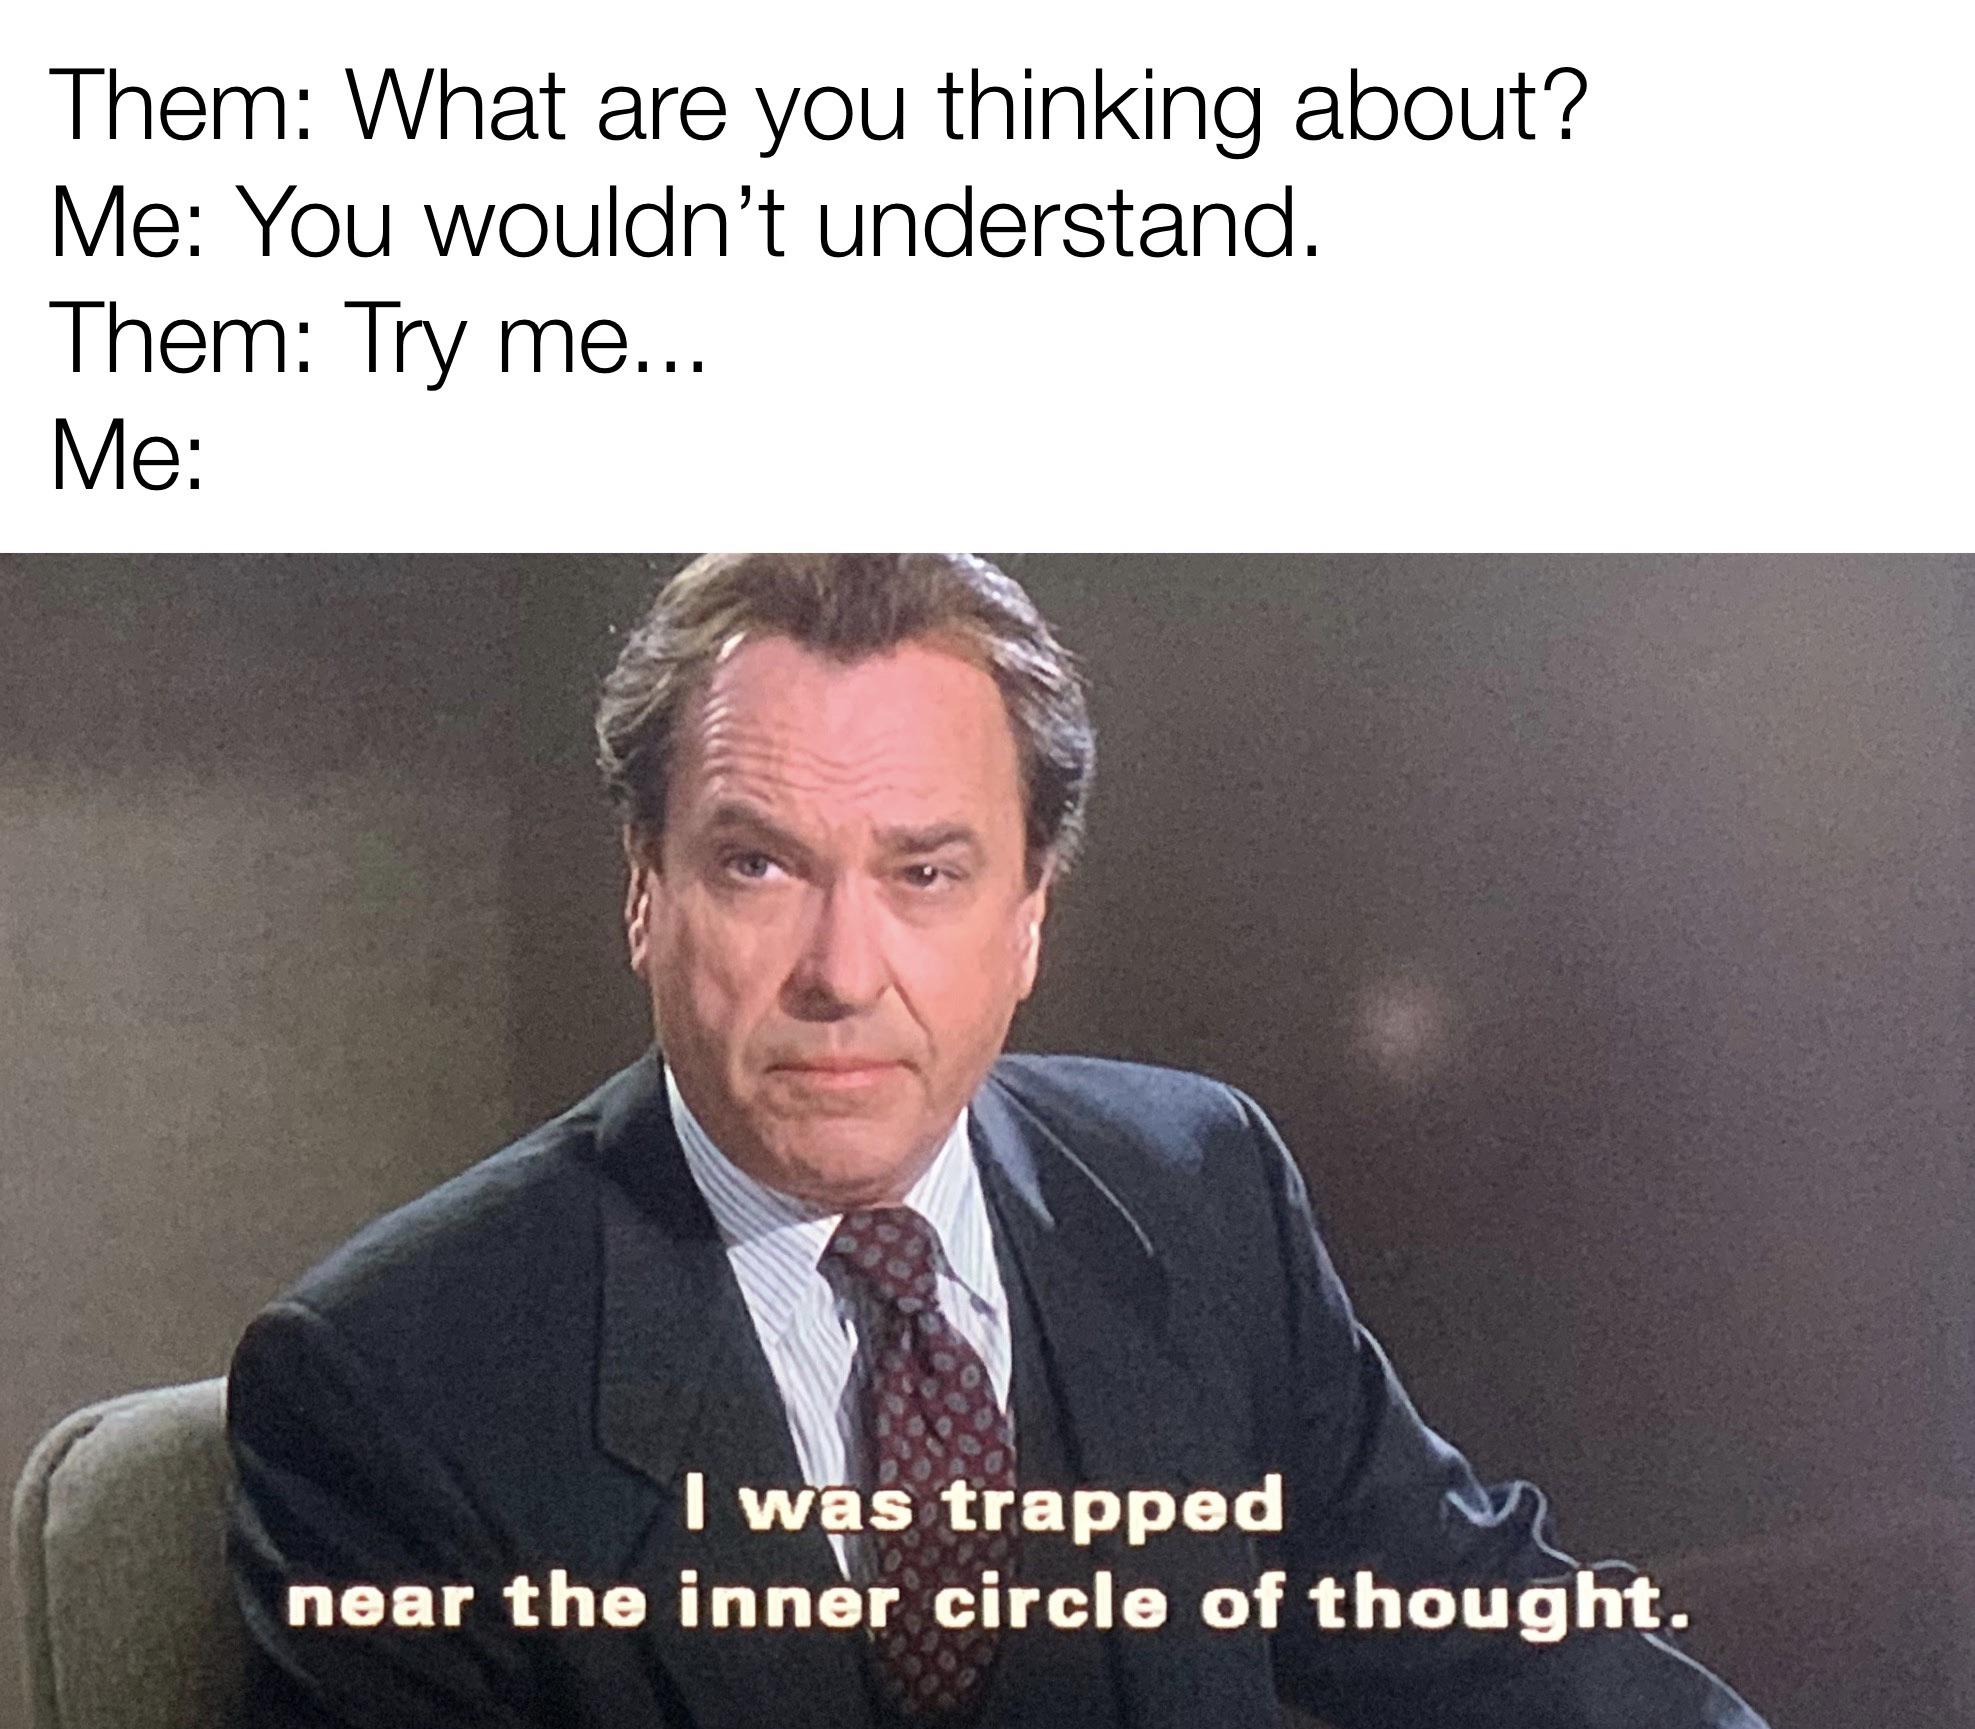 Them: What are you thinking about?
Me: You wouldn’t understand.
Them: Try me...
Me:
I was trapped
near the inner circle of thought.